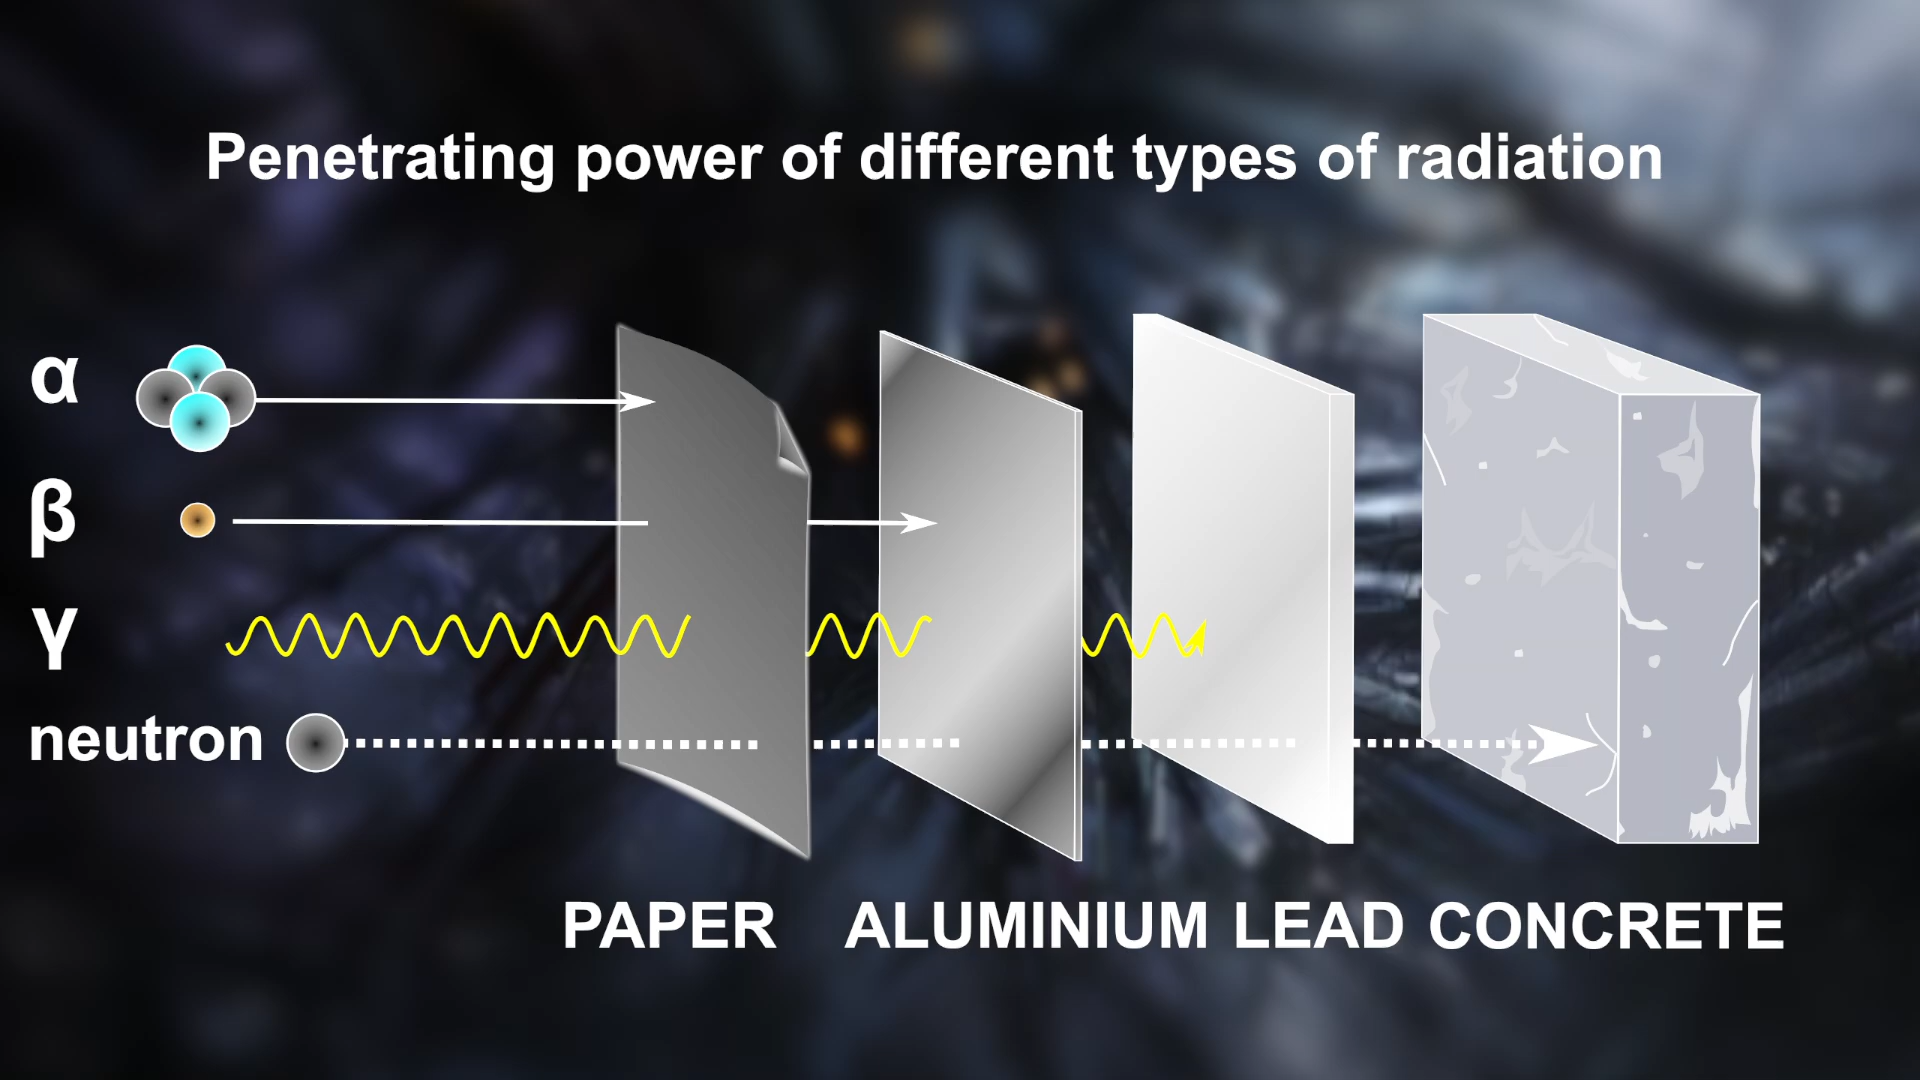 Penetrating power of different types of radiation
α
β
γ
neutron
PAPER ALUMINIUM LEAD CONCRETE